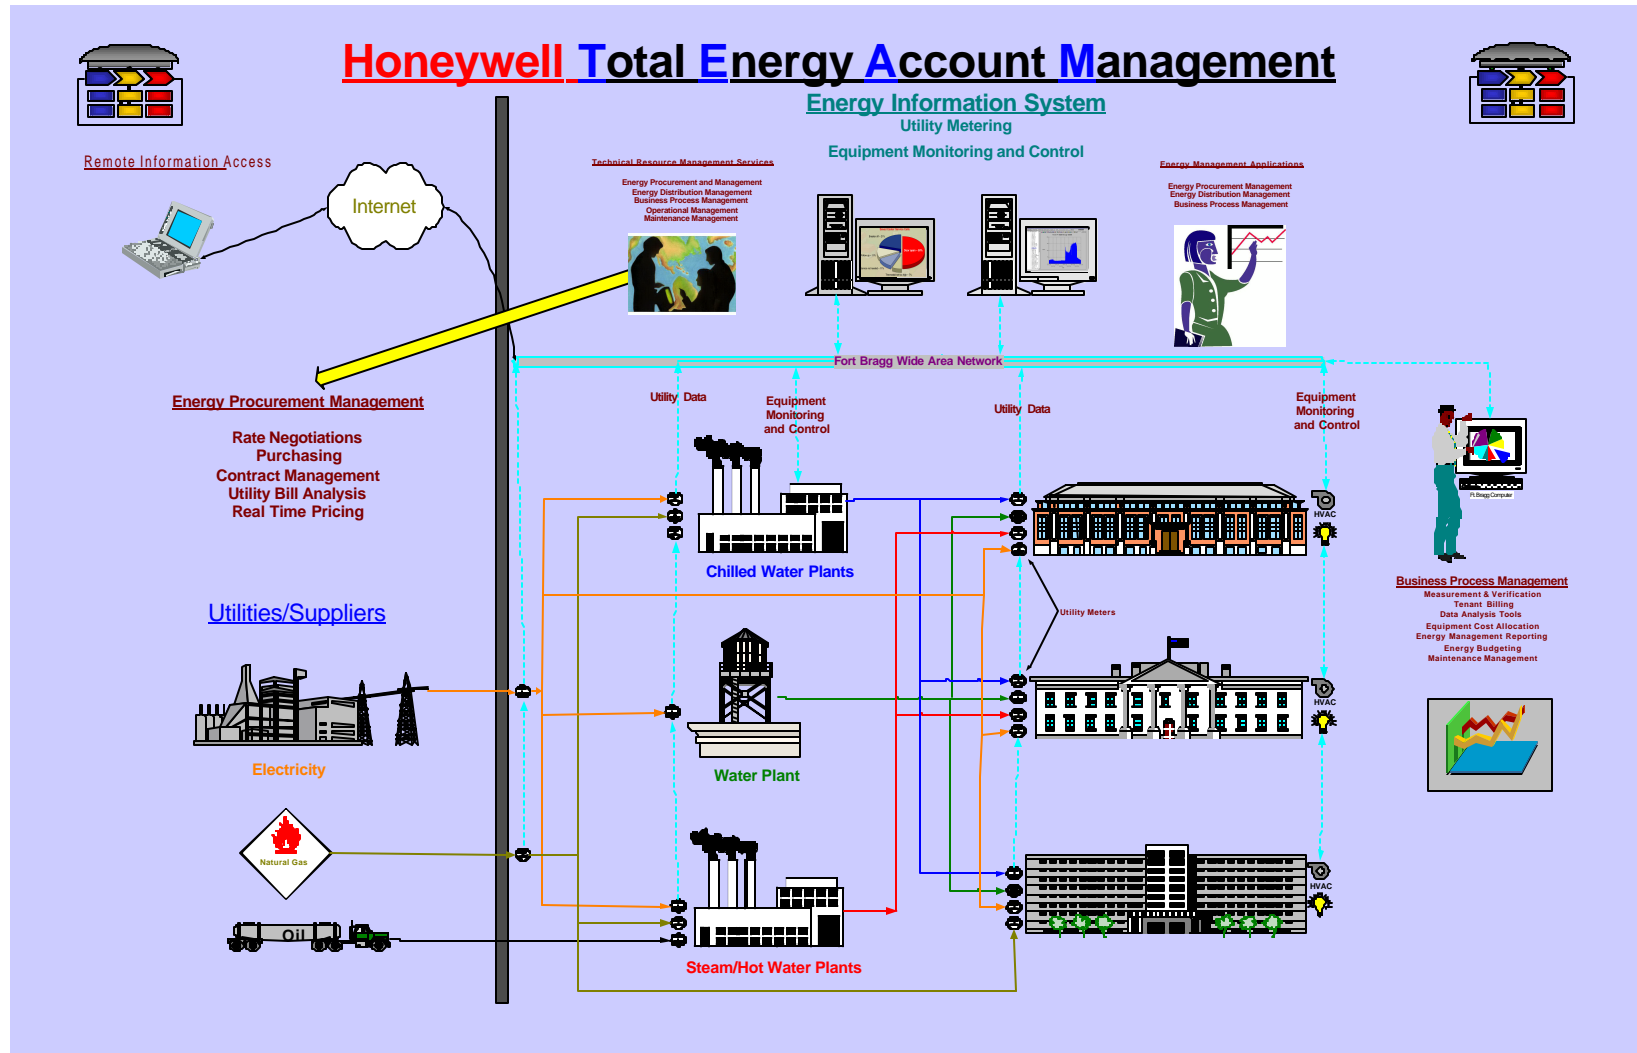 Honeywell Total Energy Account Management
Energy Information System
Utility Metering
Equipment Monitoring and Control
Remote Information Access
Internet
Technical Resource Management Services
Energy Procurement and Management
Energy Distribution Management
Business Process Management
Operational Management
Maintenance Management
Energy Management Applications
Energy Procurement Management
Energy Distribution Management
Business Process Management
Fort Bragg Wide Area Network
Energy Procurement Management
Rate Negotiations
Purchasing
Contract Management
Utility Bill Analysis
Real Time Pricing
Utility Data
Equipment
Monitoring
and Control
Utility Data
Equipment
Monitoring
and Control
Ft. Bragg Computer
HVAC
Chilled Water Plants
Business Process Management
Measurement & Verification
Tenant Billing
Data Analysis Tools
Equipment Cost Allocation
Energy Management Reporting
Energy Budgeting
Maintenance Management
Utilities/Suppliers
Utility Meters
HVAC
Electricity
Water Plant
Natural Gas
HVAC
Oil
Steam/Hot Water Plants